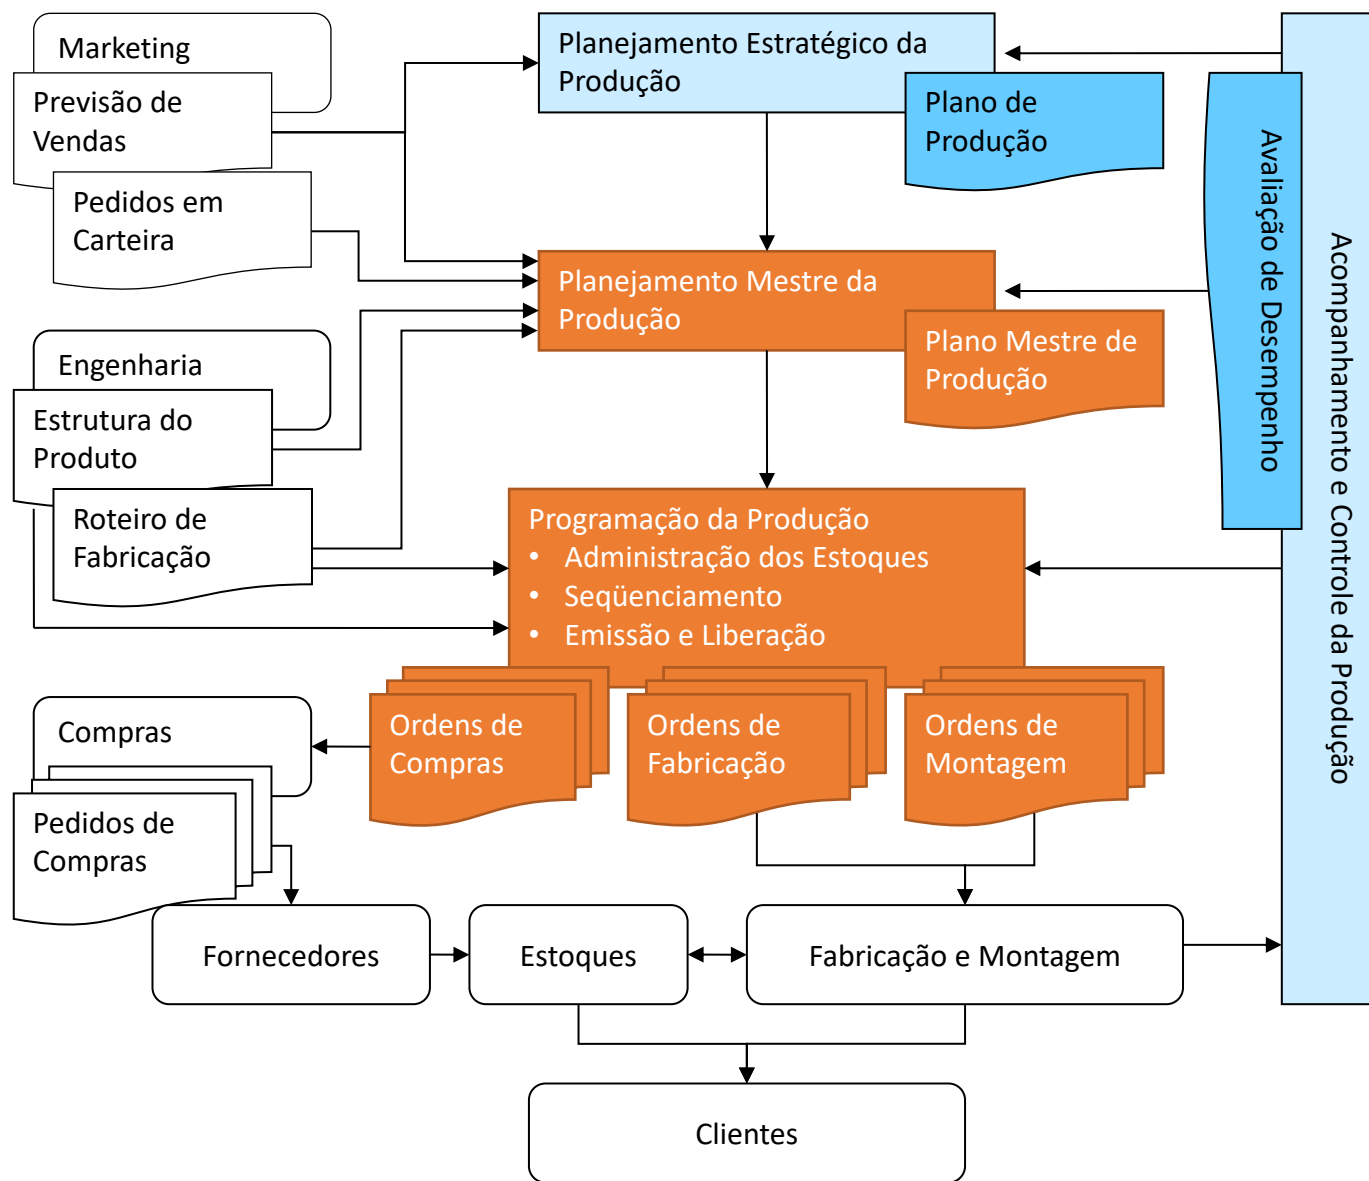 Marketing
Previsão de
Vendas
Pedidos em
Carteira
Planejamento Estratégico da
Produção
Plano de
Produção
Planejamento Mestre da
Produção
Plano Mestre de
Produção
Avaliação de Desempenho
Acompanhamento e Controle da Produção
Engenharia
Estrutura do
Produto
Roteiro de
Fabricação
Programação da Produção
• Administração dos Estoques
• Seqüenciamento
• Emissão e Liberação
Compras
Pedidos de
Compras
Ordens de
Compras
Ordens de
Fabricação
Ordens de
Montagem
Fornecedores
Estoques
Fabricação e Montagem
Clientes